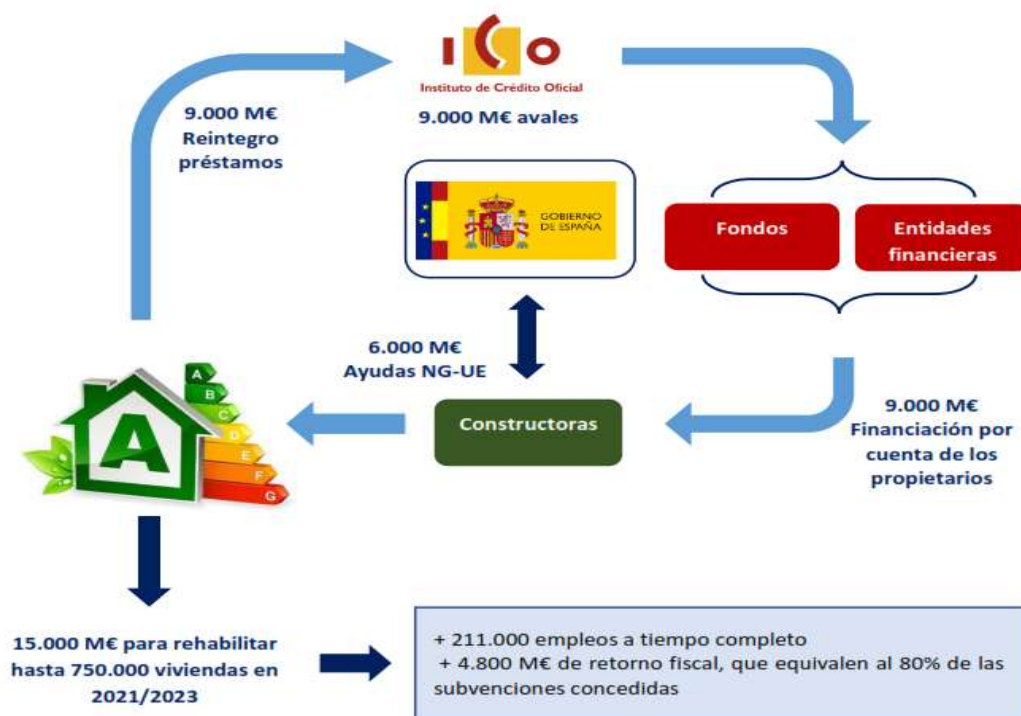 ICO
Instituto de Crédito Oficial
9.000 M€ avales
9.000 M€
Reintegro
préstamos
GOBIERNO
DE ESPAÑA
Fondos
Entidades
financieras
6.000 M€
Ayudas NG-UE
Constructoras
9.000 M€
Financiación por
cuenta de los
propietarios
A
A
B
C
D
E
F
G
15.000 M€ para rehabilitar
hasta 750.000 viviendas en
2021/2023
+ 211.000 empleos a tiempo completo
+ 4.800 M€ de retorno fiscal, que equivalen al 80% de las
subvenciones concedidas